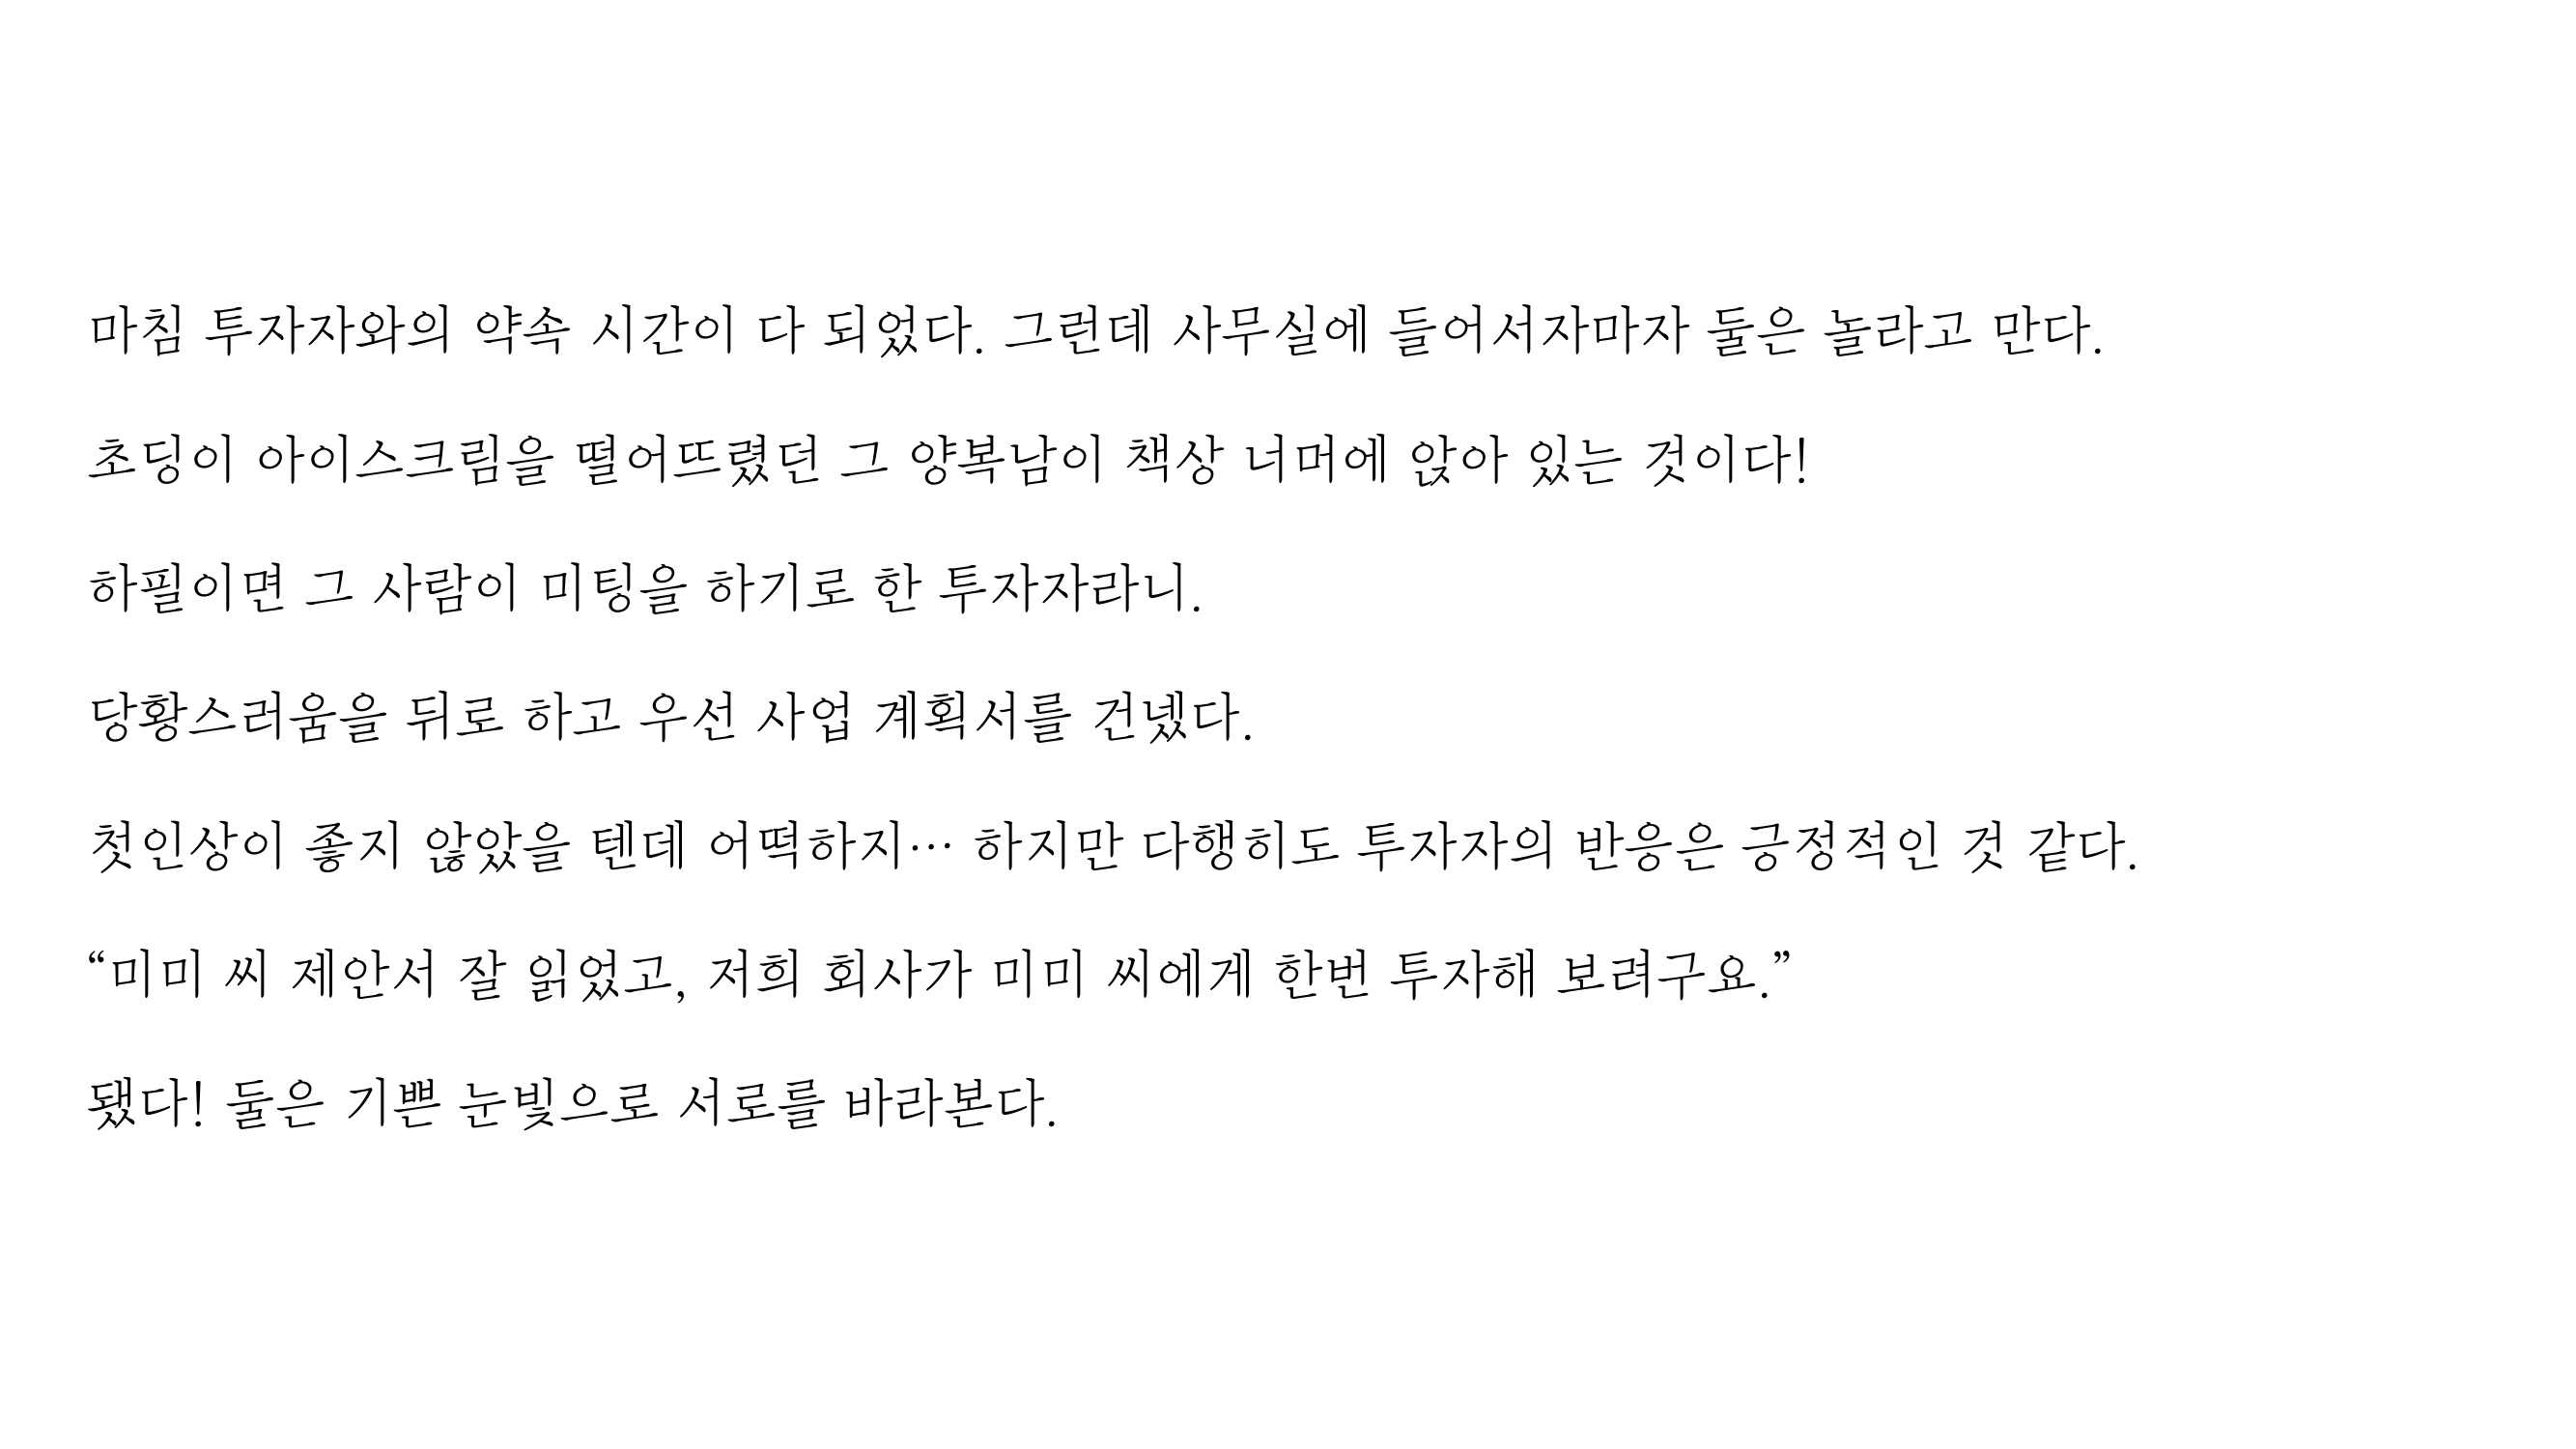 마침 투자자와의 약속 시간이 다 되었다. 그런데 사무실에 들어서자마자 둘은 놀라고 만다.
초딩이 아이스크림을 떨어뜨렸던 그 양복남이 책상 너머에 앉아 있는 것이다!
하필이면 그 사람이 미팅을 하기로 한 투자자라니.
당황스러움을 뒤로 하고 우선 사업 계획서를 건넸다.
첫인상이 좋지 않았을 텐데 어떡하지… 하지만 다행히도 투자자의 반응은 긍정적인 것 같다.
“미미 씨 제안서 잘 읽었고, 저희 회사가 미미 씨에게 한번 투자해 보려구요.”
됐다! 둘은 기쁜 눈빛으로 서로를 바라본다.